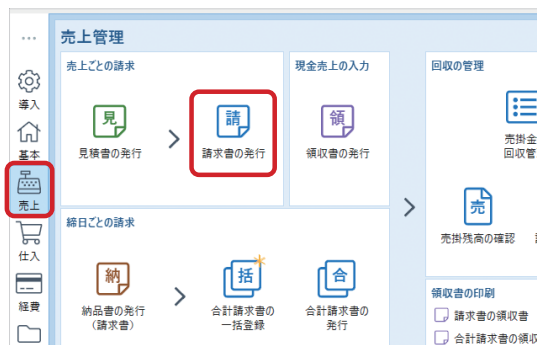 …
導入
基本
売上
仕入
経費
売上管理
売上ごとの請求
見
見積書の発行
請
請求書の発行
現金売上の入力
領
領収書の発行
締日ごとの請求
納
納品書の発行
(請求書)
括
合計請求書の
一括登録
合
合計請求書の
発行
回収の管理
売掛金
回収管
売
売掛残高の確認
領収書の印刷
請求書の領収書
合計請求書の領収